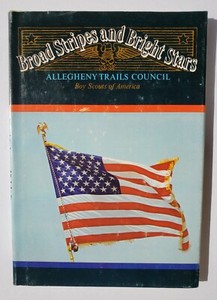 Broad Stripes and Bright Stars
ALLEGHENY TRAILS COUNCIL
Boy Scouts of America